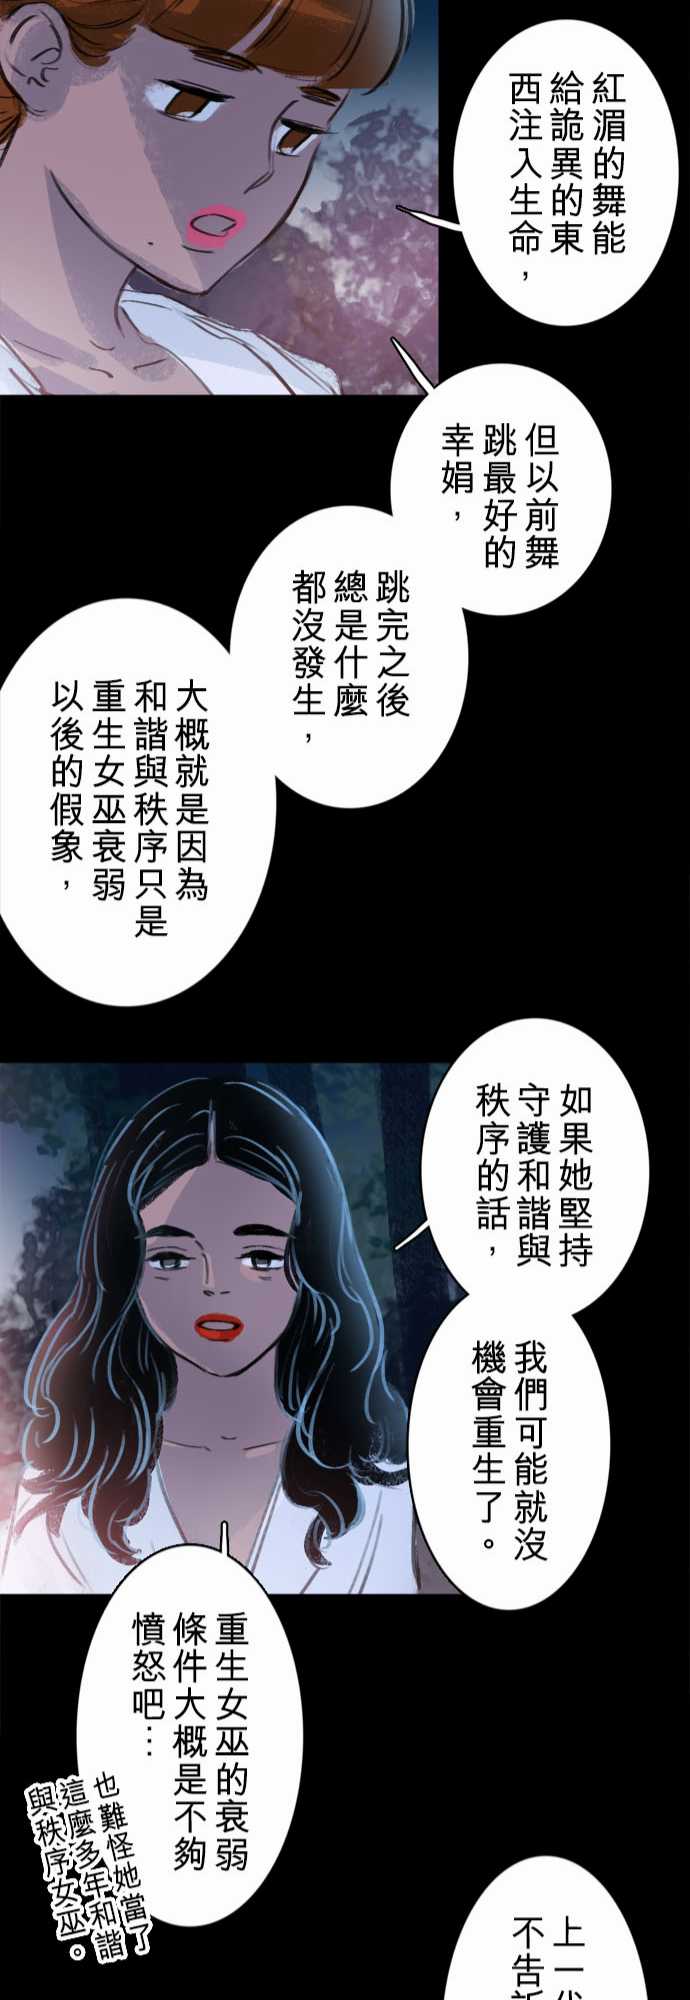 紅湄的舞能
給詭異的東
西注入生命，
但以前舞
跳最好的
幸娟，
跳完之後
總是什麼
都沒發生，
大概就是因為
和諧與秩序只是
重生女巫衰弱
以後的假象，
如果她堅持
守護和諧與
秩序的話，
我們可能就沒
機會重生了。
重生女巫的衰弱
條件大概是不夠
憤怒吧…
也難怪她當了
這麼多年和諧
與秩序女巫。
上一代
不告訴